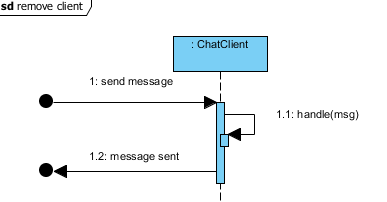 sd remove client
: ChatClient
1: send message
1.1: handle(msg)
1.2: message sent